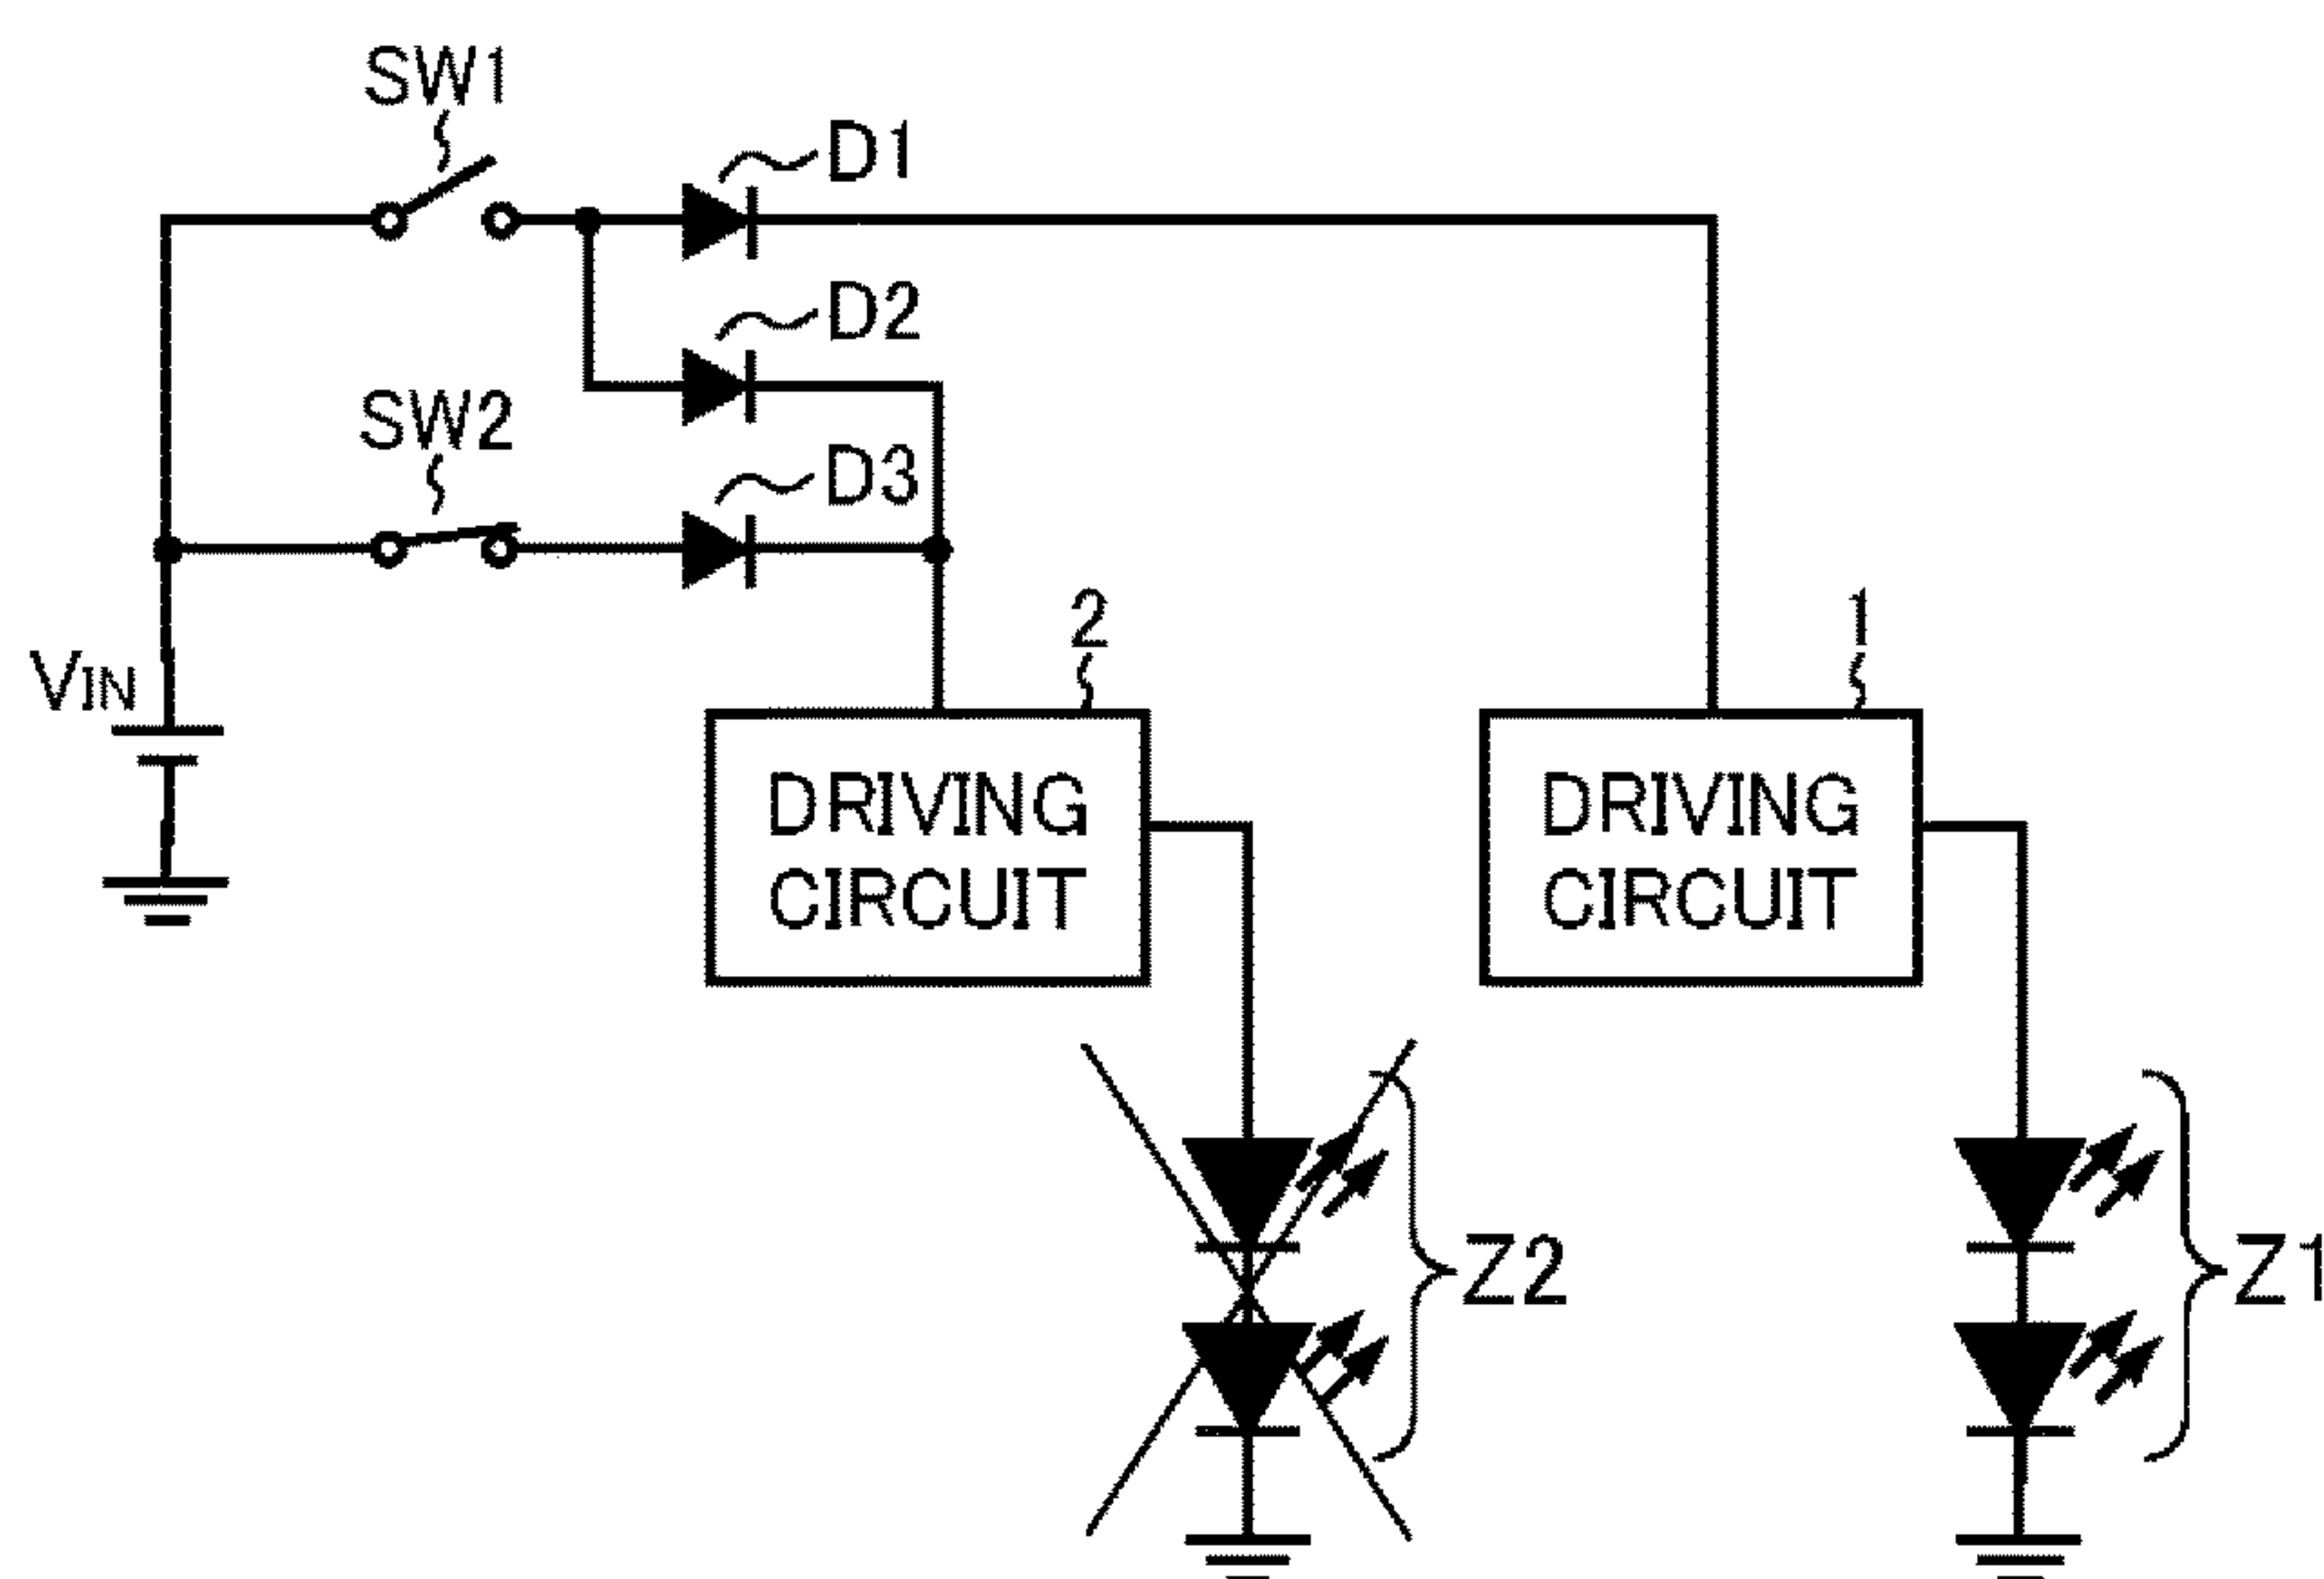 SW1
D1
D2
SW2
D3
2
1
VIN
DRIVING
CIRCUIT
DRIVING
CIRCUIT
Z2
Z1